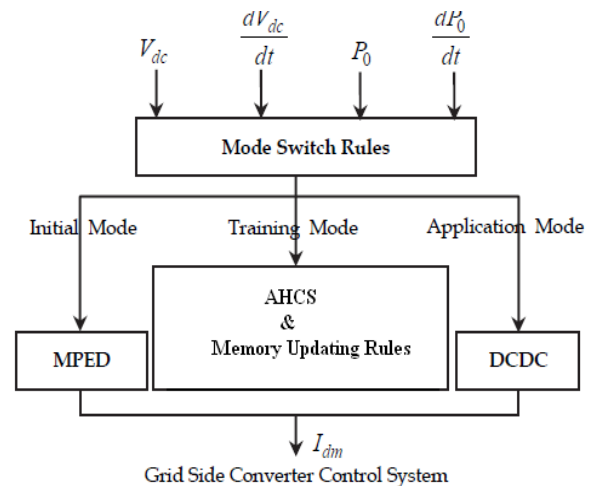 V_dc
dV_dc/dt
P_0
dP_0/dt
Mode Switch Rules
Initial Mode
Training Mode
Application Mode
AHCS
&
Memory Updating Rules
MPED
DCDC
I_dm
Grid Side Converter Control System